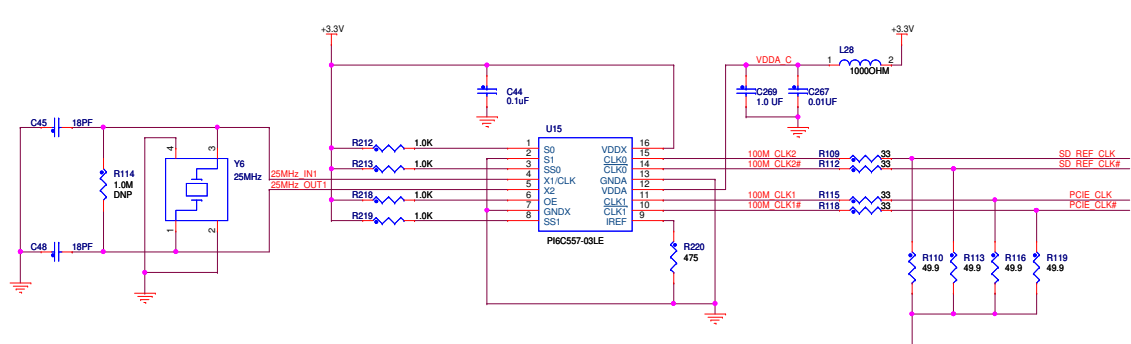 +3.3V
+3.3V
L28
VDDA_C
1
2
1000OHM
C44
0.1uF
C269
1.0 UF
C267
0.01UF
C45
18PF
U15
R212
1.0K
1
S0
VDDX
16
100M_CLK2
R109
33
SD_REF_CLK
2
S1
CLK0
15
R213
1.0K
3
SS0
CLK0
14
100M_CLK2#
R112
33
SD_REF_CLK#
4
3
Y6
25MHz
R114
1.0M
DNP
25MHz_IN1
4
X1/CLK
GNDA
13
25MHz_OUT1
5
X2
VDDA
12
R218
1.0K
6
OE
CLK1
11
100M_CLK1
R115
33
PCIE_CLK
7
GNDX
CLK1
10
100M_CLK1#
R118
33
PCIE_CLK#
R219
1.0K
8
SS1
IREF
9
1
2
PI6C557-03LE
C48
18PF
R220
475
R110
49.9
R113
49.9
R116
49.9
R119
49.9